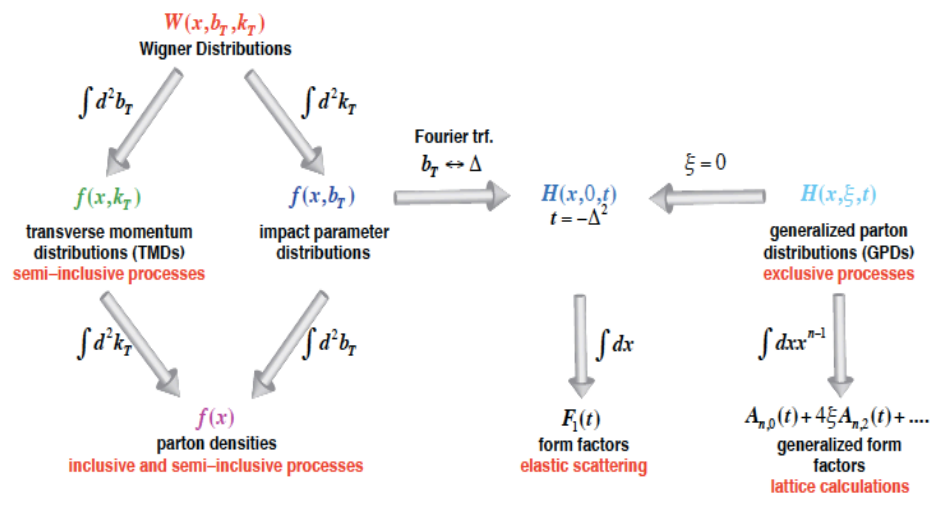 W(x,b_T,k_T)
Wigner Distributions
∫d²b_T
∫d²k_T
Fourier trf.
b_T ↔ Δ
ξ = 0
f(x,k_T)
f(x,b_T)
H(x,0,t)
t = −Δ²
H(x,ξ,t)
transverse momentum
distributions (TMDs)
semi–inclusive processes
impact parameter
distributions
generalized parton
distributions (GPDs)
exclusive processes
∫d²k_T
∫d²b_T
∫dx
∫dxx^{n−1}
f(x)
parton densities
inclusive and semi–inclusive processes
F₁(t)
form factors
elastic scattering
A_{n,0}(t) + 4ξA_{n,2}(t) + ....
generalized form
factors
lattice calculations